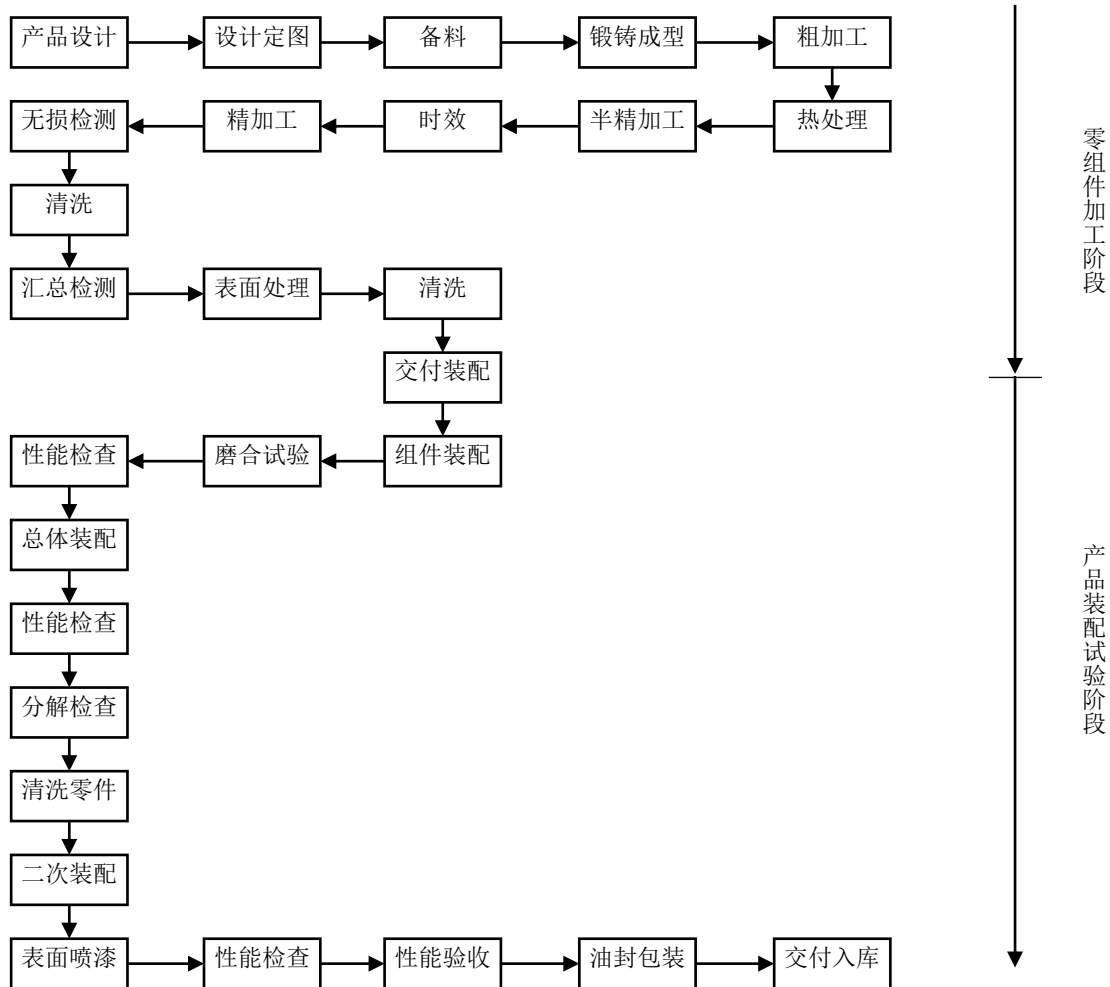 产品设计
设计定图
备料
锻铸成型
粗加工
无损检测
精加工
时效
半精加工
热处理
清洗
汇总检测
表面处理
清洗
交付装配
性能检查
磨合试验
组件装配
总体装配
性能检查
分解检查
清洗零件
二次装配
表面喷漆
性能检查
性能验收
油封包装
交付入库
零组件加工阶段
产品装配试验阶段